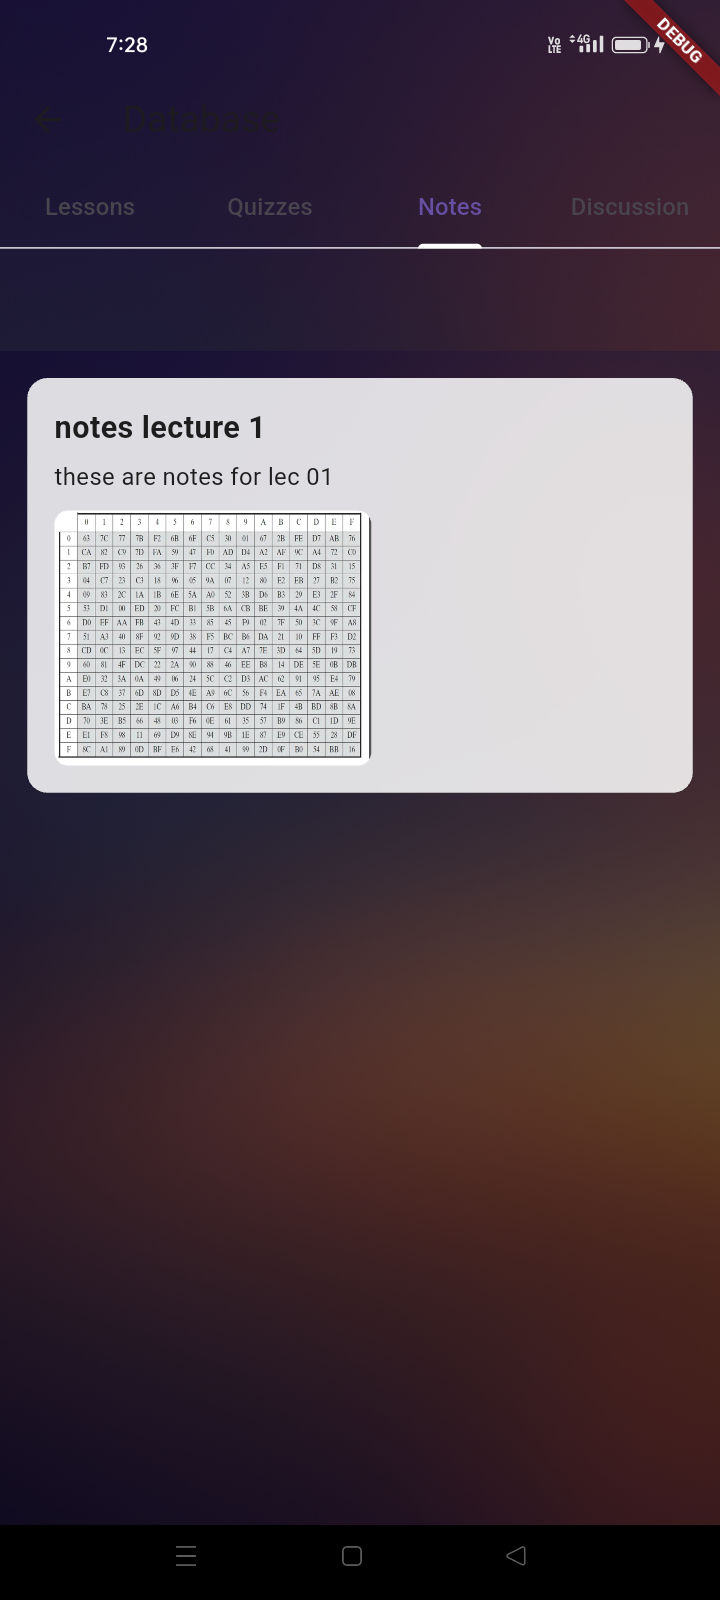 7:28
Vo LTE 4G
DEBUG
Database
Lessons Quizzes Notes Discussion
notes lecture 1
these are notes for lec 01
0 1 2 3 4 5 6 7 8 9 A B C D E F
0 63 7C 77 7B F2 6B 6F C5 30 01 67 2B FE D7 AB 76
1 CA 82 C9 7D FA 59 47 F0 AD D4 A2 AF 9C A4 72 C0
2 B7 FD 93 26 36 3F F7 CC 34 A5 E5 F1 71 D8 31 15
3 04 C7 23 C3 18 96 05 9A 07 12 80 E2 EB 27 B2 75
4 09 83 2C 1A 1B 6E 5A A0 52 3B D6 B3 29 E3 2F 84
5 53 D1 00 ED 20 FC B1 5B 6A CB BE 39 4A 4C 58 CF
6 D0 EF AA FB 43 4D 33 85 45 F9 02 7F 50 3C 9F A8
7 51 A3 40 8F 92 9D 38 F5 BC B6 DA 21 10 FF F3 D2
8 CD 0C 13 EC 5F 97 44 17 C4 A7 7E 3D 64 5D 19 73
9 60 81 4F DC 22 2A 90 88 46 EE B8 14 DE 5E 0B DB
A E0 32 3A 0A 49 06 24 5C C2 D3 AC 62 91 95 E4 79
B E7 C8 37 6D 8D D5 4E A9 6C 56 F4 EA 65 7A AE 08
C BA 78 25 2E 1C A6 B4 C6 E8 DD 74 1F 4B BD 8B 8A
D 70 3E B5 66 48 03 F6 0E 61 35 57 B9 86 C1 1D 9E
E E1 F8 98 11 69 D9 8E 94 9B 1E 87 E9 CE 55 28 DF
F 8C A1 89 0D BF E6 42 68 41 99 2D 0F B0 54 BB 16